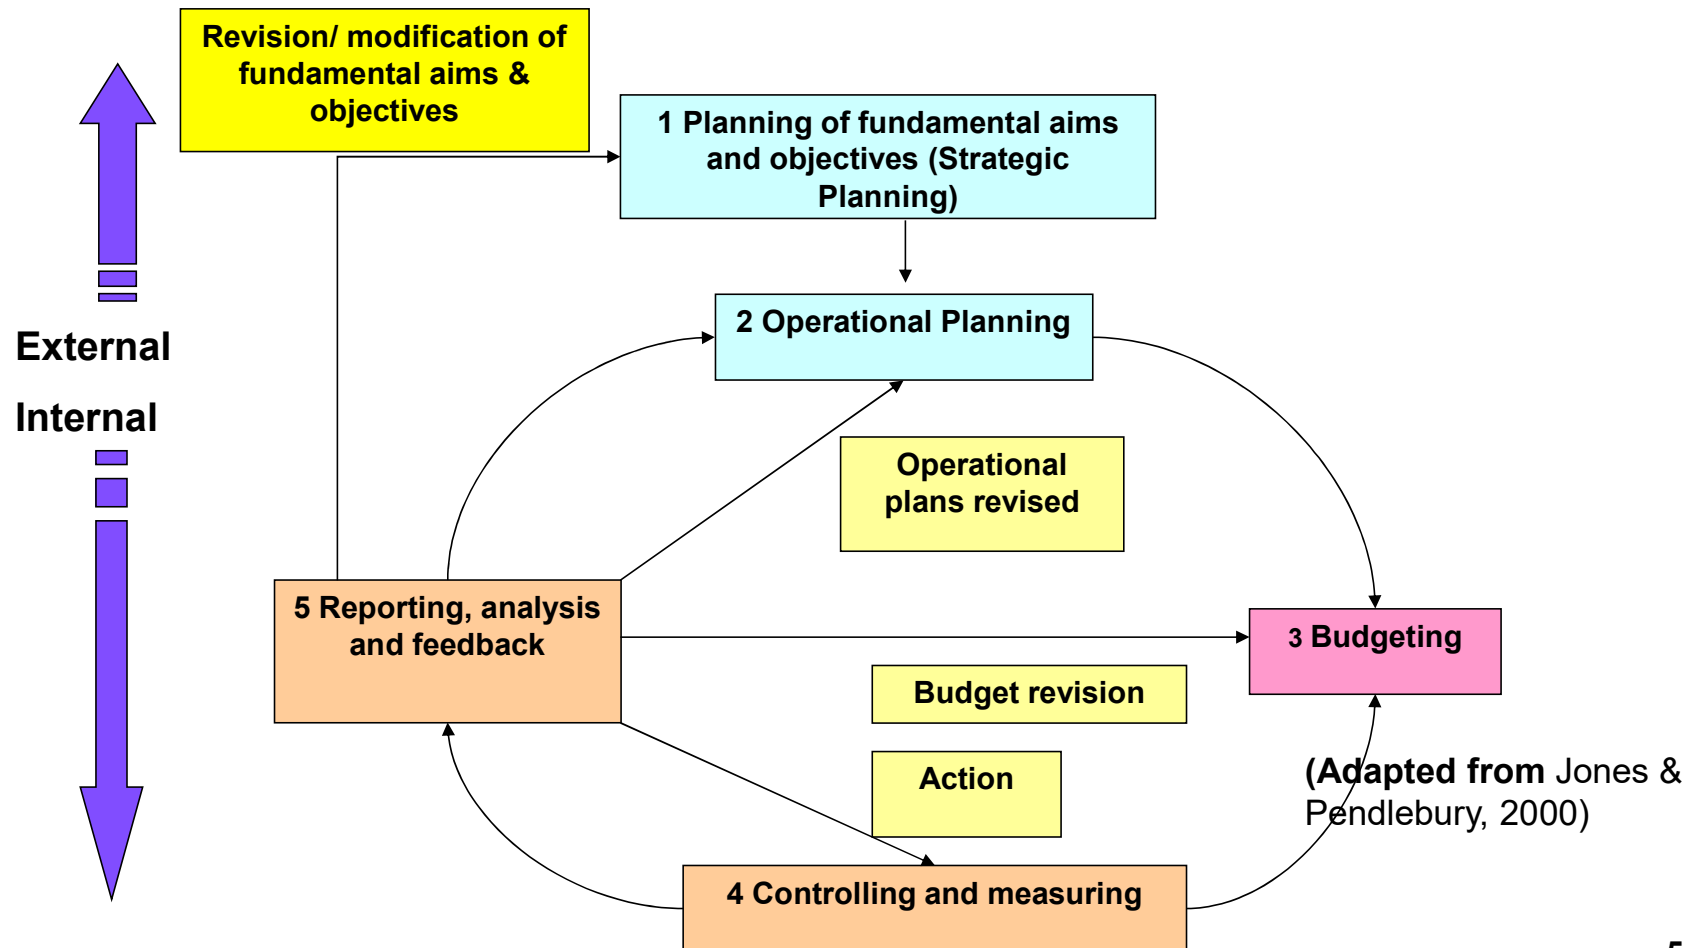 Revision/ modification of
fundamental aims &
objectives
1 Planning of fundamental aims
and objectives (Strategic
Planning)
2 Operational Planning
External
Internal
Operational
plans revised
5 Reporting, analysis
and feedback
3 Budgeting
Budget revision
Action
(Adapted from Jones &
Pendlebury, 2000)
4 Controlling and measuring
5